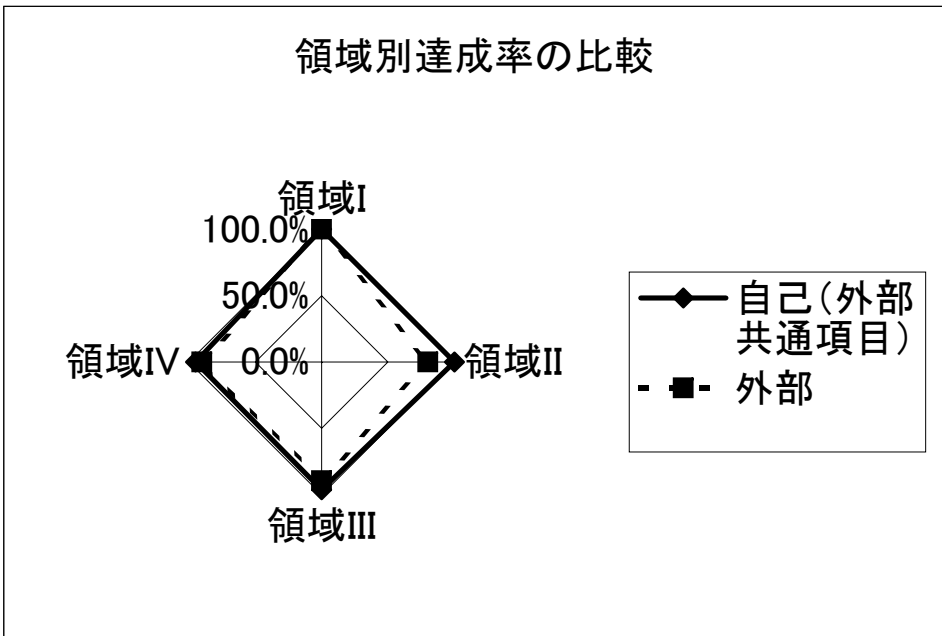 領域別達成率の比較
領域I
100.0%
50.0%
領域IV
0.0%
領域II
領域III
自己(外部
共通項目)
外部